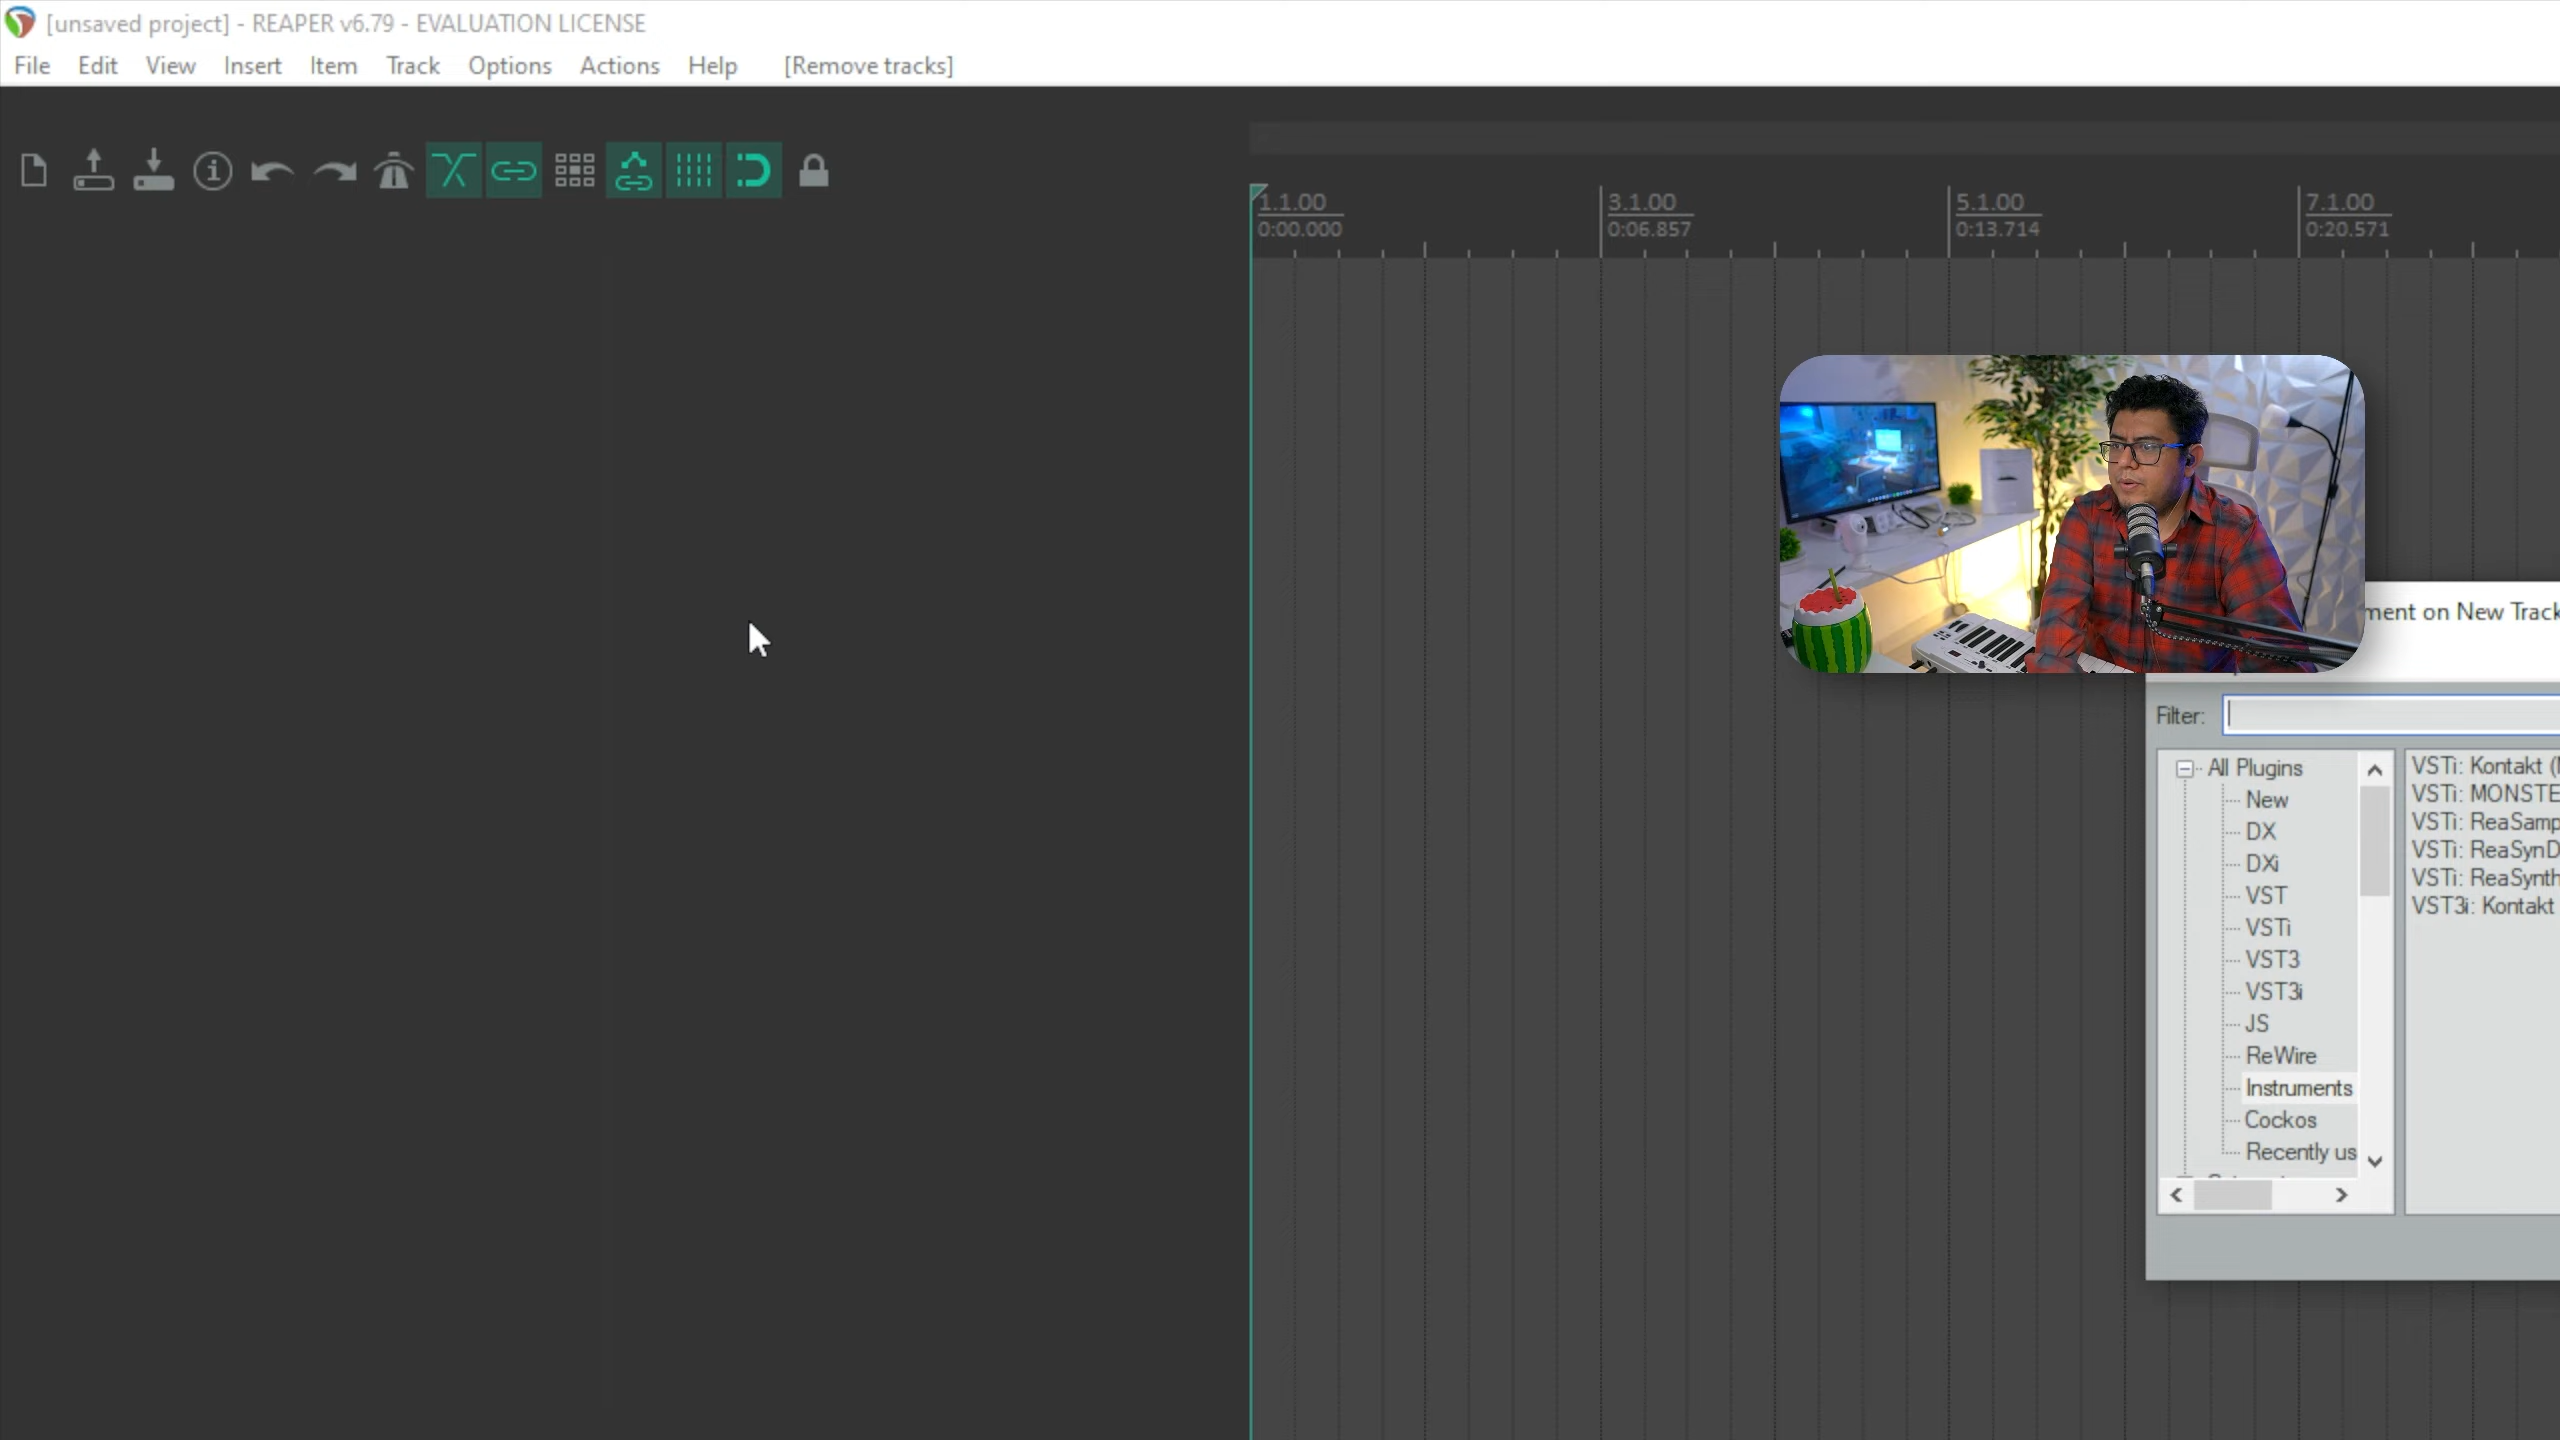 [unsaved project] - REAPER v6.79 - EVALUATION LICENSE
File Edit View Insert Item Track Options Actions Help [Remove tracks]
1.1.00 3.1.00 5.1.00 7.1.00
0:00.000 0:06.857 0:13.714 0:20.571
on New Track
Filter:
All Plugins
New
DX
DXi
VST
VSTi
VST3
VST3i
JS
ReWire
Instruments
Cockos
Recently us
VSTi: Kontakt (
VSTi: MONSTE
VSTi: ReaSamp
VSTi: ReaSynD
VSTi: ReaSynth
VST3i: Kontakt